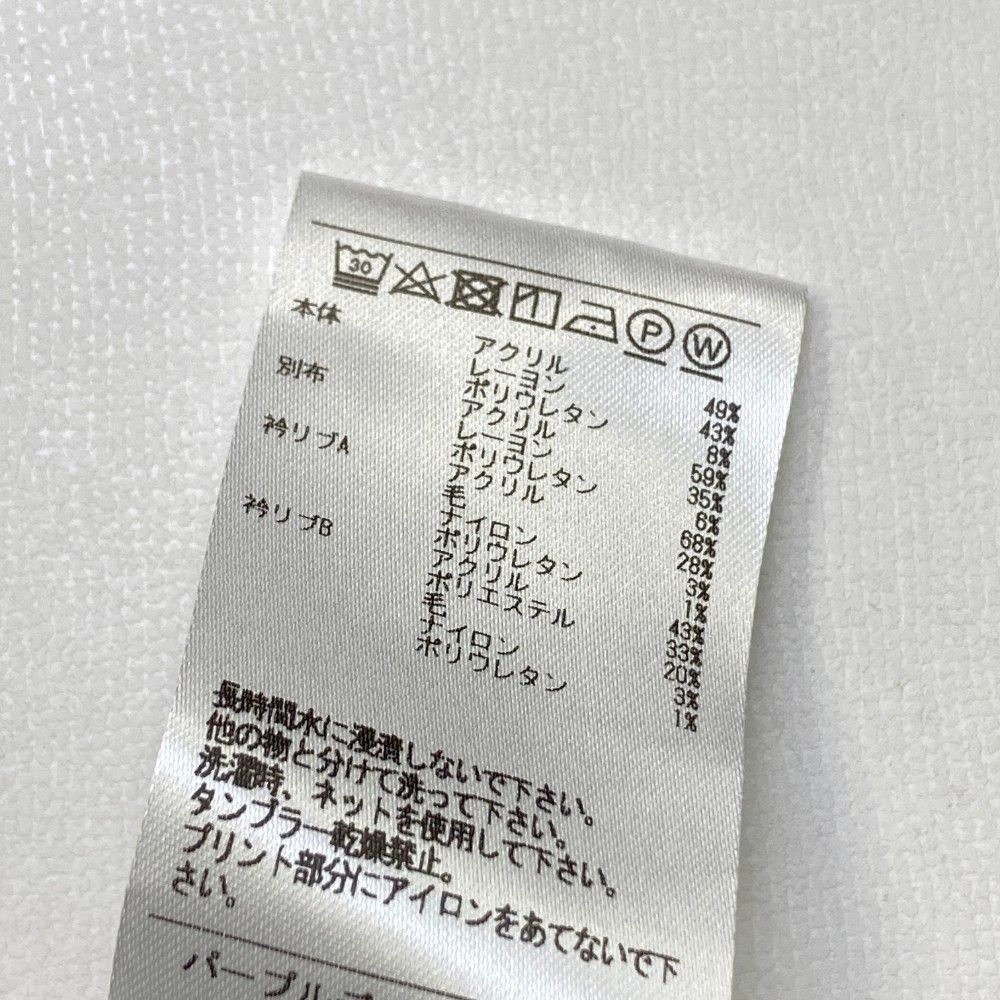 30 P W
本体 アクリル 49%
レーヨン 43%
ポリウレタン 8%
別布 アクリル 59%
レーヨン 35%
ポリウレタン 6%
衿リブA アクリル 68%
毛 28%
ナイロン 3%
ポリウレタン 1%
衿リブB アクリル 43%
ポリエステル 33%
毛 20%
ナイロン 3%
ポリウレタン 1%
長時間水に浸漬しないで下さい。
他の物と分けて洗って下さい。
洗濯時、ネットを使用して下さい。
タンブラー乾燥禁止。
プリント部分にアイロンをあてないで下
さい。
パープル